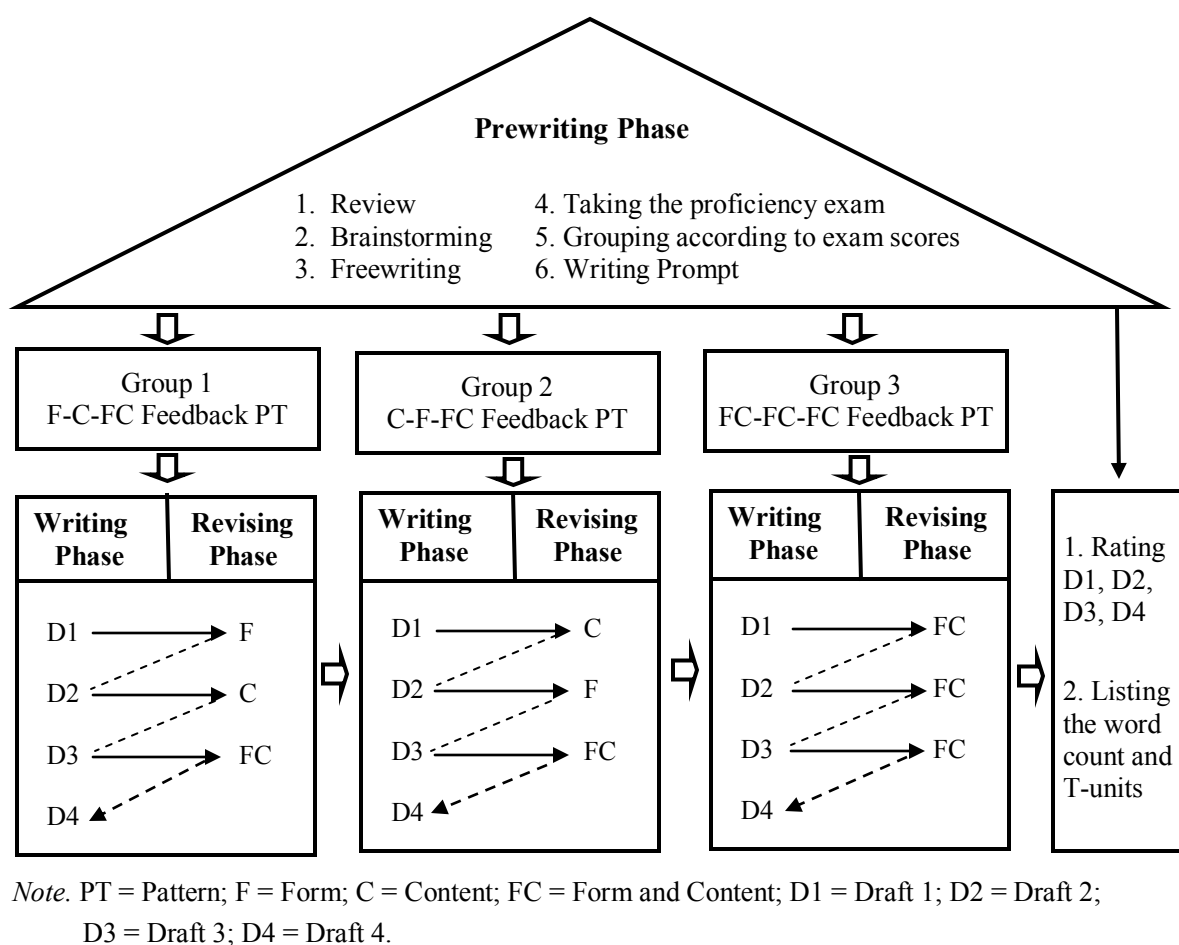 Prewriting Phase
1. Review
2. Brainstorming
3. Freewriting
4. Taking the proficiency exam
5. Grouping according to exam scores
6. Writing Prompt
Group 1
F-C-FC Feedback PT
Group 2
C-F-FC Feedback PT
Group 3
FC-FC-FC Feedback PT
Writing
Phase
Revising
Phase
D1
F
D2
C
D3
FC
D4
Writing
Phase
Revising
Phase
D1
C
D2
F
D3
FC
D4
Writing
Phase
Revising
Phase
D1
FC
D2
FC
D3
FC
D4
1. Rating
D1, D2,
D3, D4
2. Listing
the word
count and
T-units
Note. PT = Pattern; F = Form; C = Content; FC = Form and Content; D1 = Draft 1; D2 = Draft 2;
D3 = Draft 3; D4 = Draft 4.